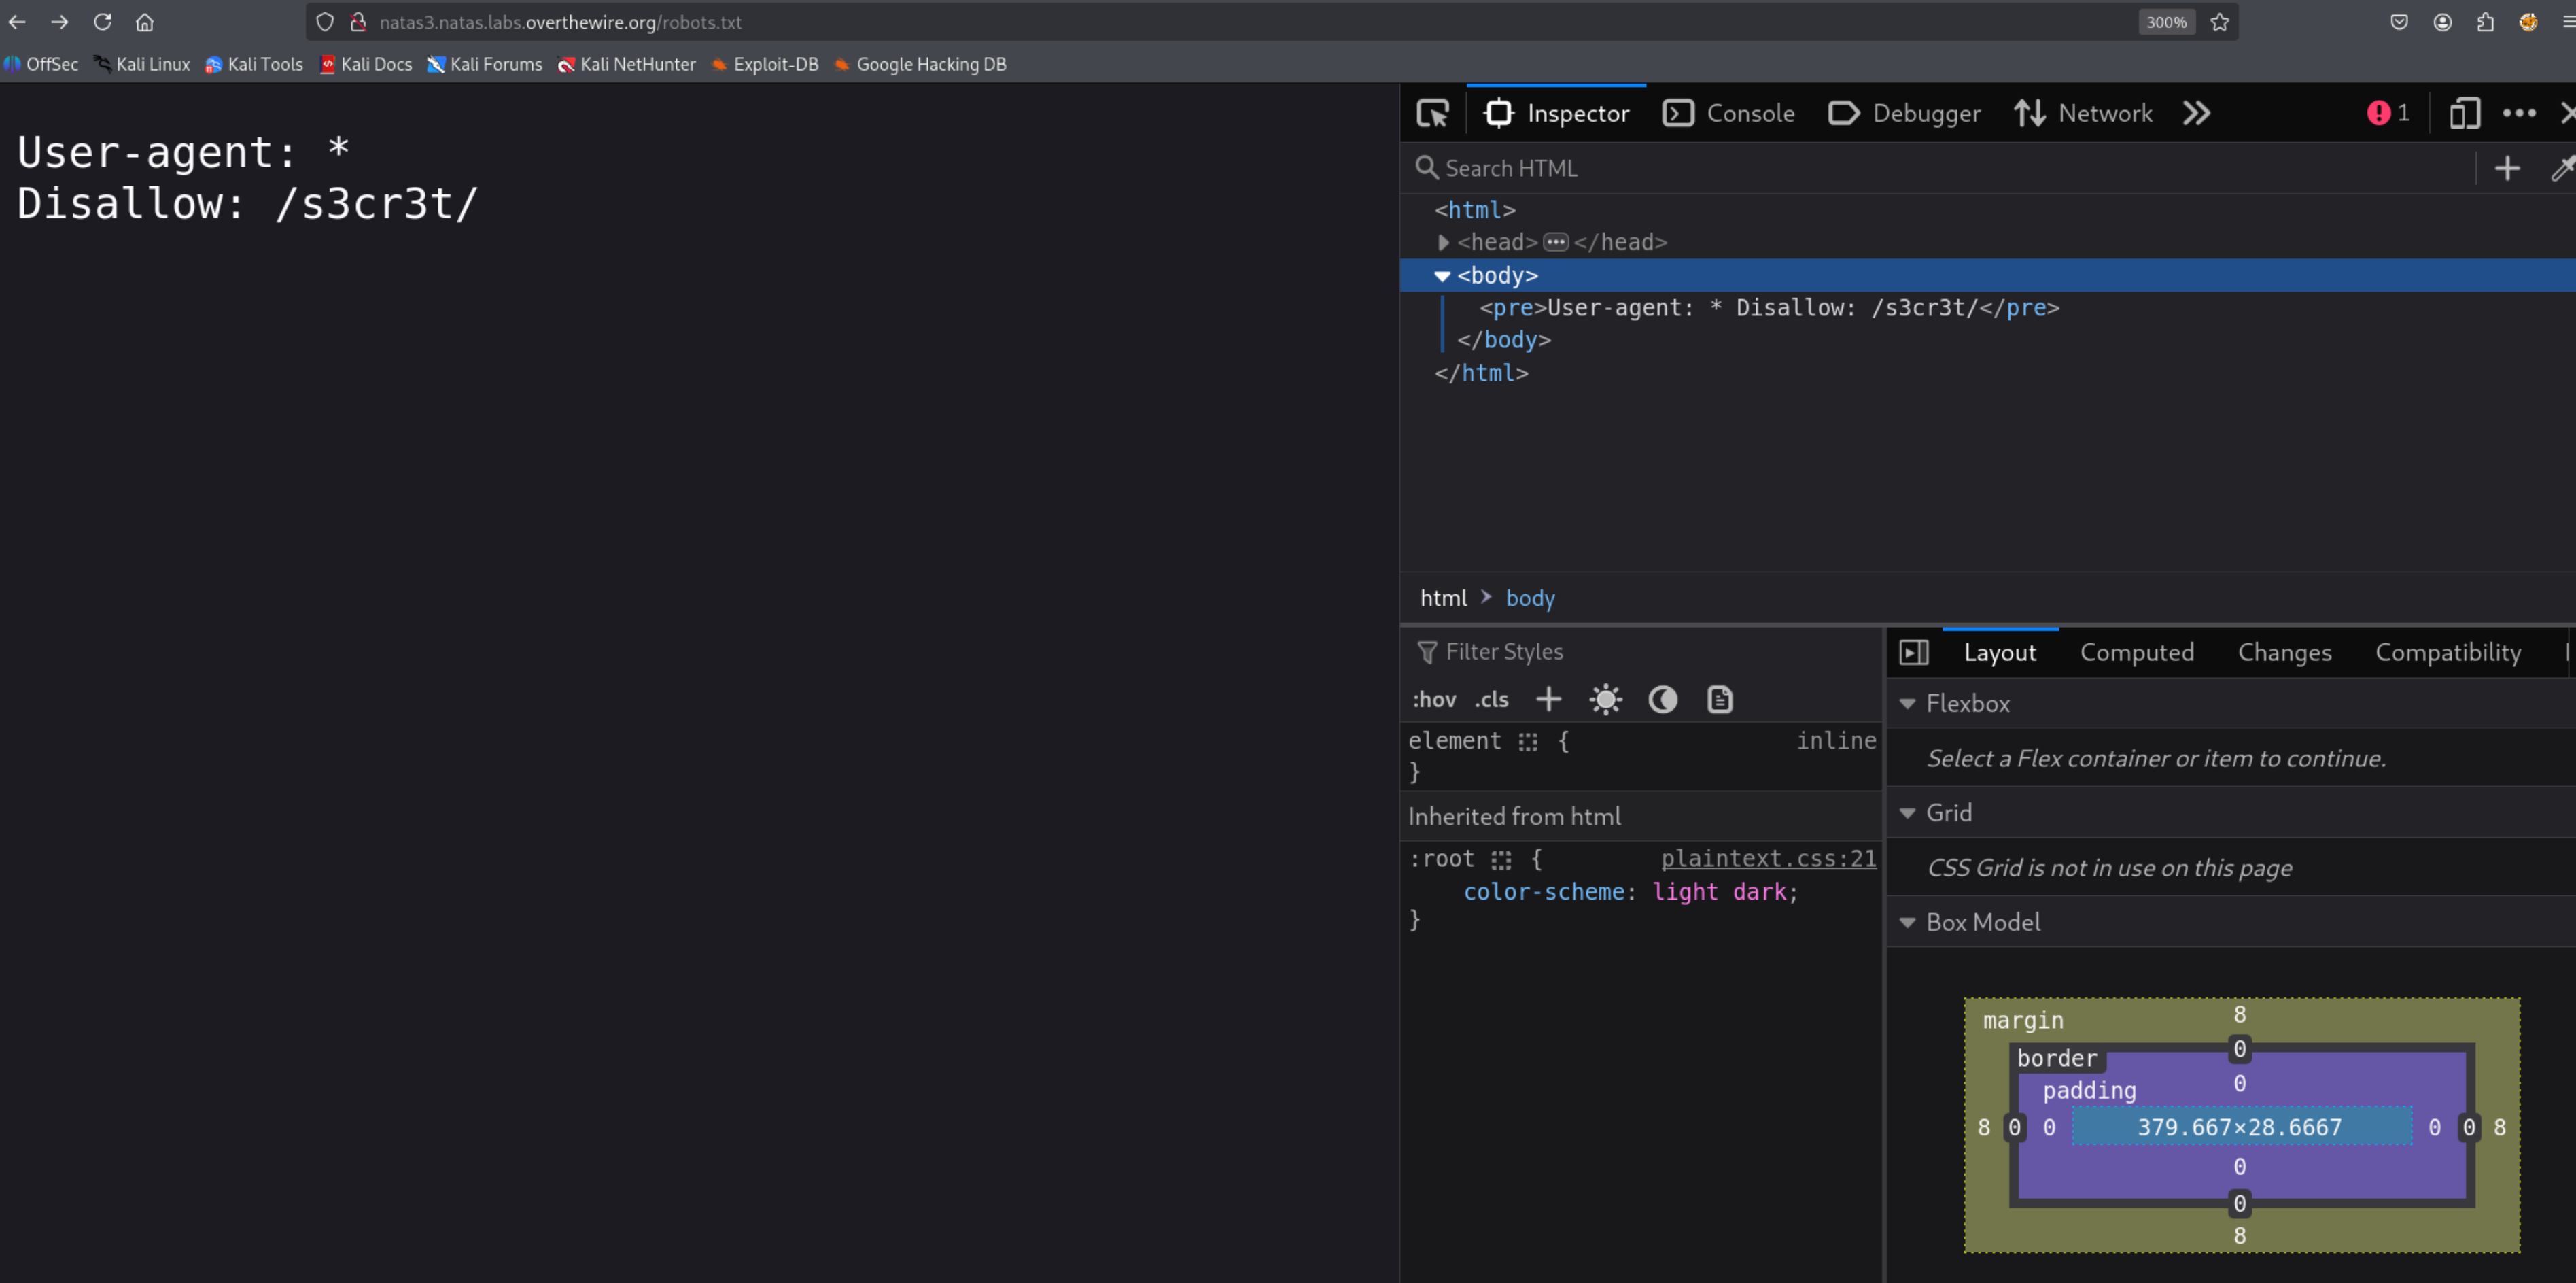 natas3.natas.labs.overthewire.org/robots.txt
300%
OffSec Kali Linux Kali Tools Kali Docs Kali Forums Kali NetHunter Exploit-DB Google Hacking DB
User-agent: *
Disallow: /s3cr3t/
Inspector Console Debugger Network 1
Search HTML
<html>
<head> ••• </head>
<body>
<pre>User-agent: * Disallow: /s3cr3t/</pre>
</body>
</html>
html > body
Filter Styles
:hov .cls
element { inline
}
Inherited from html
:root { plaintext.css:21
color-scheme: light dark;
}
Layout Computed Changes Compatibility
Flexbox
Select a Flex container or item to continue.
Grid
CSS Grid is not in use on this page
Box Model
margin 8
border 0
padding 0
8 0 0 379.667×28.6667 0 0 8
0
0
8